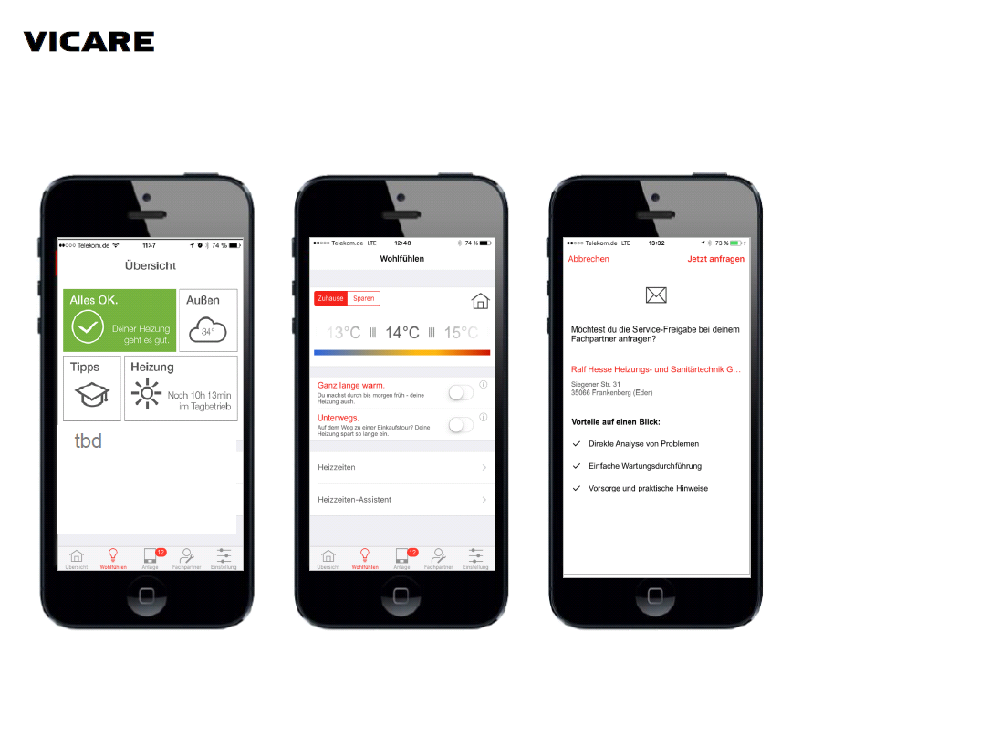 VICARE
Telekom.de
11:47
74 %
Übersicht
Alles OK.
Deiner Heizung
geht es gut.
Außen
34°
Tipps
Heizung
Noch 10h 13min
im Tagbetrieb
tbd
Übersicht
Wohlfühlen
12
Anlage
Fachpartner
Einstellung
Telekom.de LTE
12:48
74 %
Wohlfühlen
Zuhause
Sparen
13°C
14°C
15°C
Ganz lange warm.
Du machst durch bis morgen früh - deine
Heizung auch.
Unterwegs.
Auf dem Weg zu einer Einkaufstour? Deine
Heizung spart so lange ein.
Heizzeiten
Heizzeiten-Assistent
Übersicht
Wohlfühlen
12
Anlage
Fachpartner
Einstellung
Telekom.de LTE
13:32
73 %
Abbrechen
Jetzt anfragen
Möchtest du die Service-Freigabe bei deinem
Fachpartner anfragen?
Ralf Hesse Heizungs- und Sanitärtechnik G...
Siegener Str. 31
35066 Frankenberg (Eder)
Vorteile auf einen Blick:
Direkte Analyse von Problemen
Einfache Wartungsdurchführung
Vorsorge und praktische Hinweise